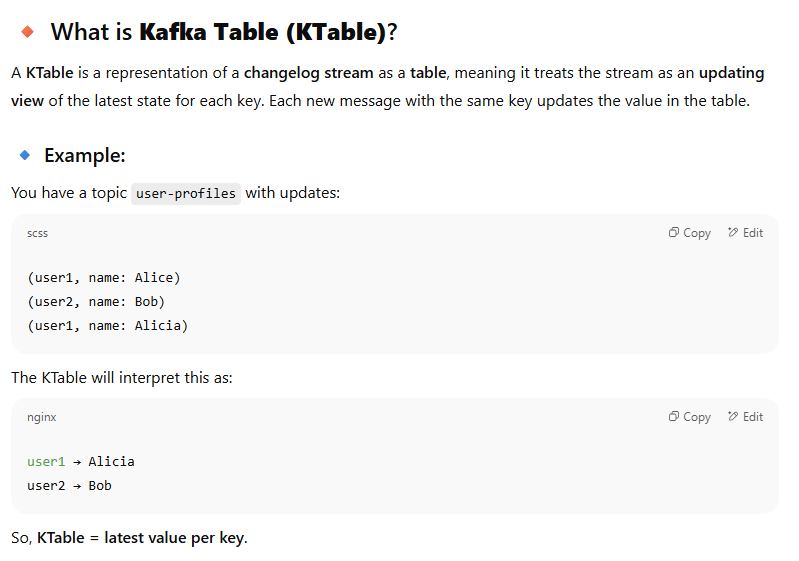 What is Kafka Table (KTable)?
A KTable is a representation of a changelog stream as a table, meaning it treats the stream as an updating
view of the latest state for each key. Each new message with the same key updates the value in the table.
Example:
You have a topic user-profiles with updates:
scss
Copy Edit
(user1, name: Alice)
(user2, name: Bob)
(user1, name: Alicia)
The KTable will interpret this as:
nginx
Copy Edit
user1 → Alicia
user2 → Bob
So, KTable = latest value per key.